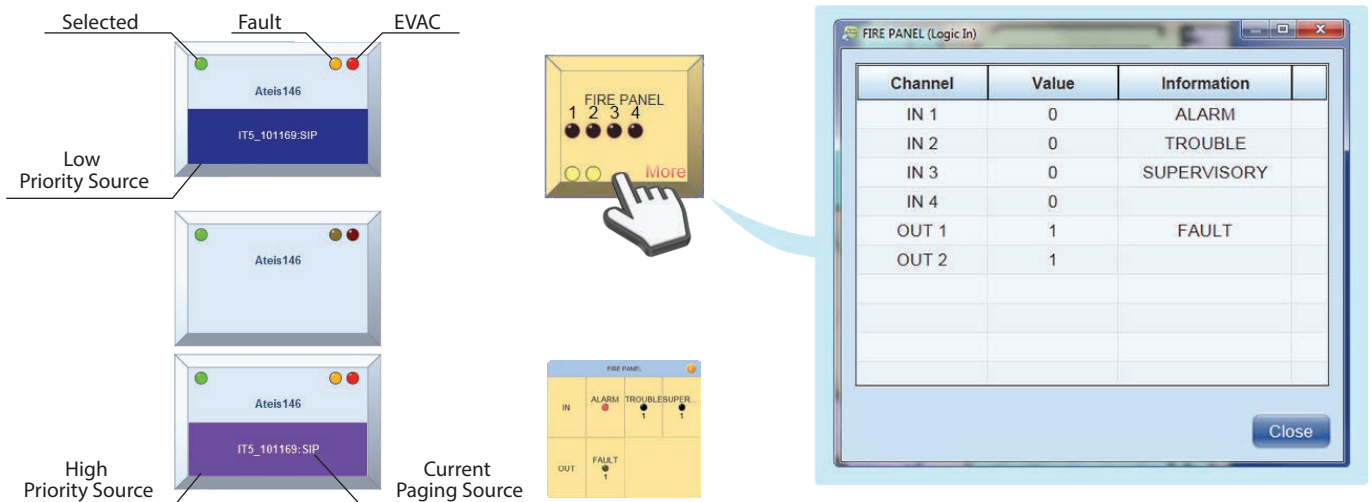 Selected Fault EVAC
Ateis146
IT5_101169:SIP
Low
Priority Source
Ateis146
Ateis146
IT5_101169:SIP
High
Priority Source
Current
Paging Source
FIRE PANEL
1 2 3 4
More
FIRE PANEL
IN ALARM TROUBLE SUPER...
1 1
OUT FAULT
1
FIRE PANEL (Logic In)
Channel Value Information
IN 1 0 ALARM
IN 2 0 TROUBLE
IN 3 0 SUPERVISORY
IN 4 0
OUT 1 1 FAULT
OUT 2 1
Close